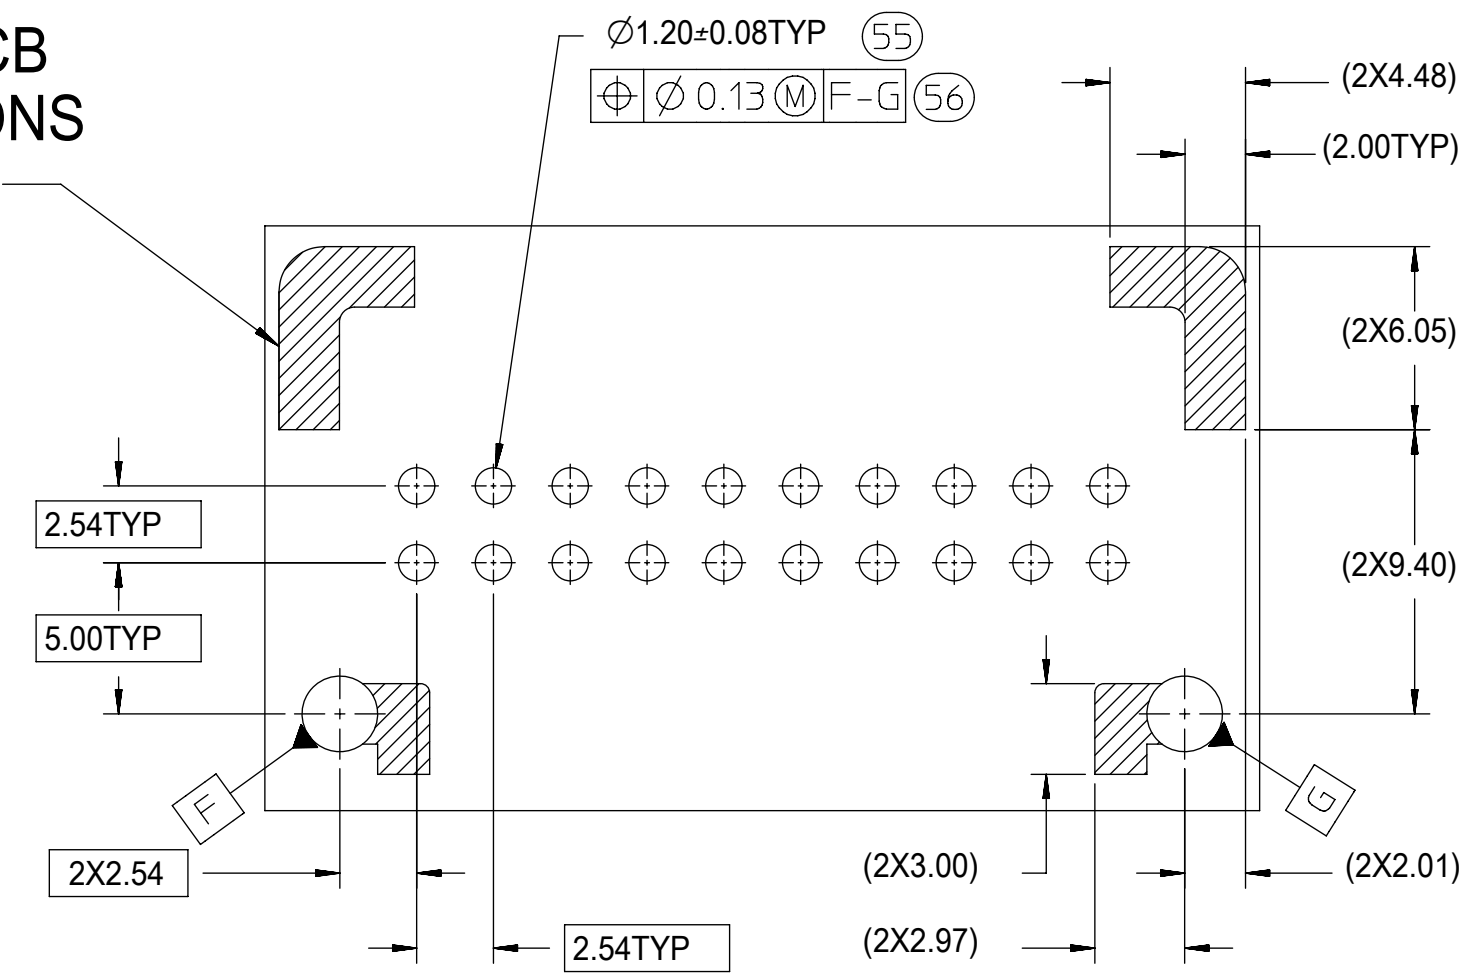 CB
ONS
Ø1.20±0.08TYP 55
⌖ Ø 0.13 Ⓜ F-G 56
(2X4.48)
(2.00TYP)
(2X6.05)
2.54TYP
(2X9.40)
5.00TYP
F
G
2X2.54
(2X3.00)
(2X2.01)
2.54TYP
(2X2.97)